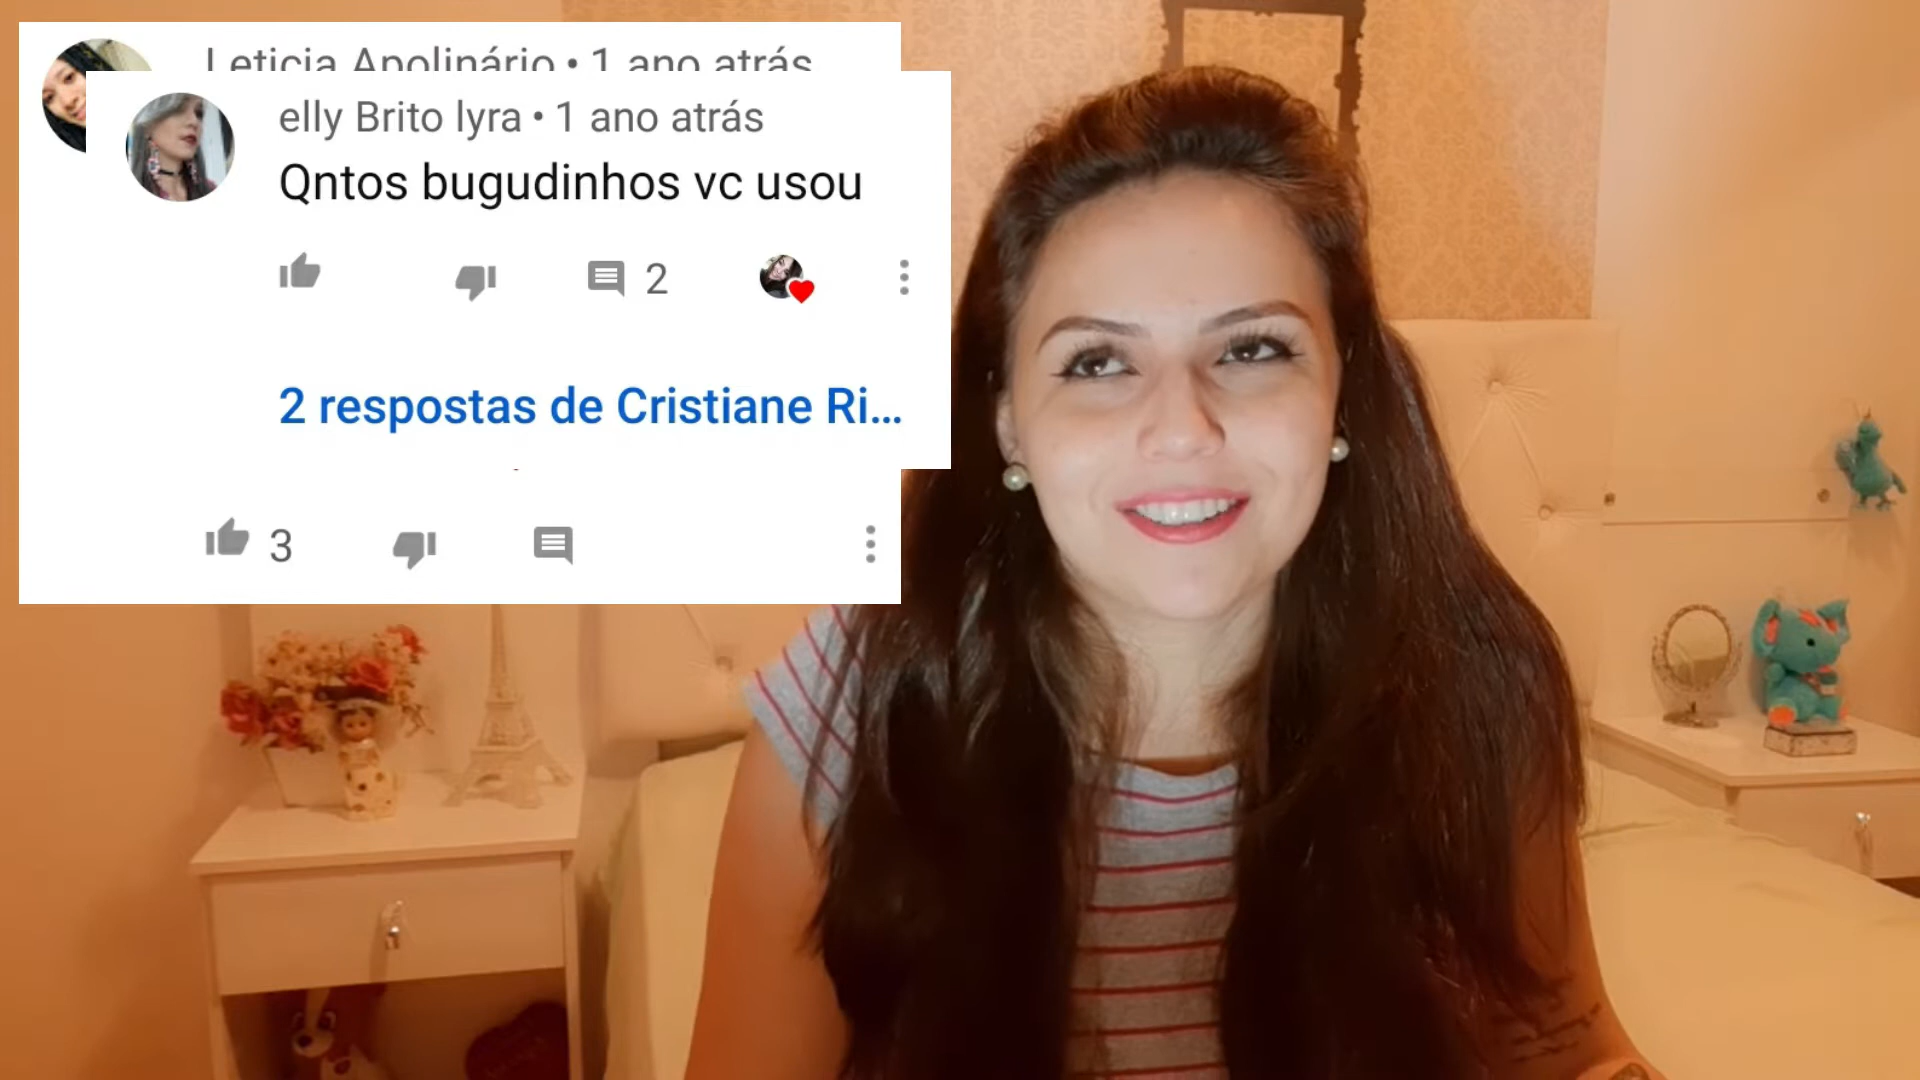 Leticia Apolinário • 1 ano atrás
elly Brito lyra • 1 ano atrás
Qntos bugudinhos vc usou
2
2 respostas de Cristiane Ri...
3